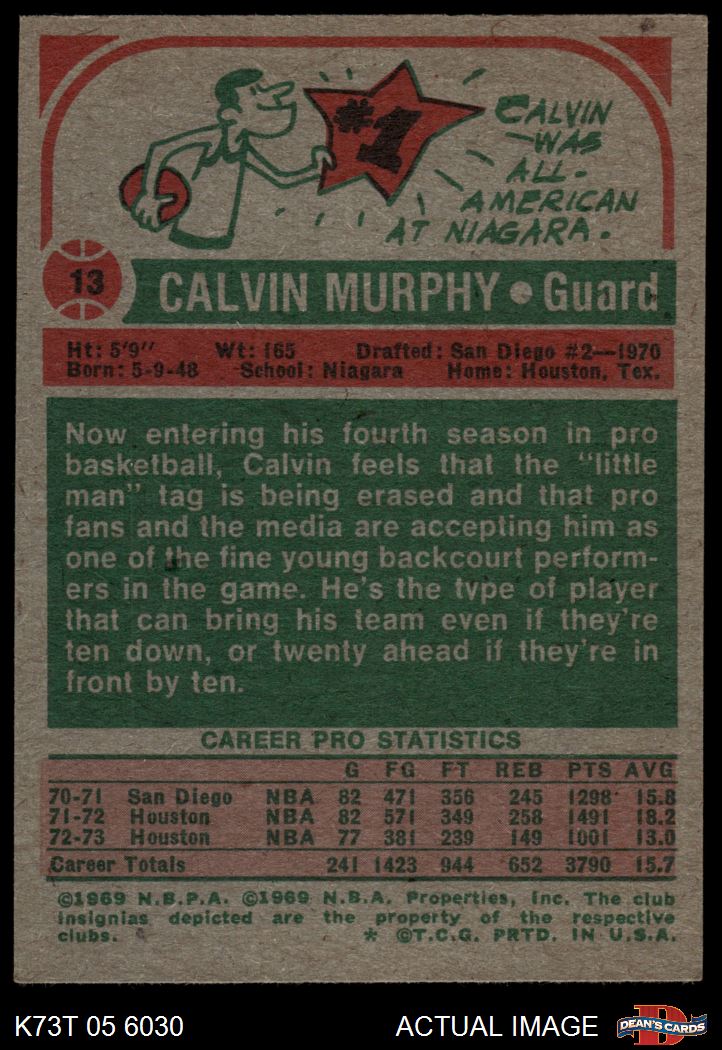 #1
CALVIN
WAS
ALL-
AMERICAN
AT NIAGARA.
13
CALVIN MURPHY • Guard
Ht: 5'9" Wt: 165 Drafted: San Diego #2—1970
Born: 5-9-48 School: Niagara Home: Houston, Tex.
Now entering his fourth season in pro
basketball, Calvin feels that the "little
man" tag is being erased and that pro
fans and the media are accepting him as
one of the fine young backcourt perform-
ers in the game. He's the type of player
that can bring his team even if they're
ten down, or twenty ahead if they're in
front by ten.
CAREER PRO STATISTICS
G FG FT REB PTS AVG
70-71 San Diego NBA 82 471 356 245 1298 15.8
71-72 Houston NBA 82 571 349 258 1491 18.2
72-73 Houston NBA 77 381 239 149 1001 13.0
Career Totals 241 1423 944 652 3790 15.7
©1969 N.B.P.A. ©1969 N.B.A. Properties, Inc. The club
insignias depicted are the property of the respective
clubs. * ©T.C.G. PRTD. IN U.S.A.
K73T 05 6030 ACTUAL IMAGE
D
DEAN'S CARDS